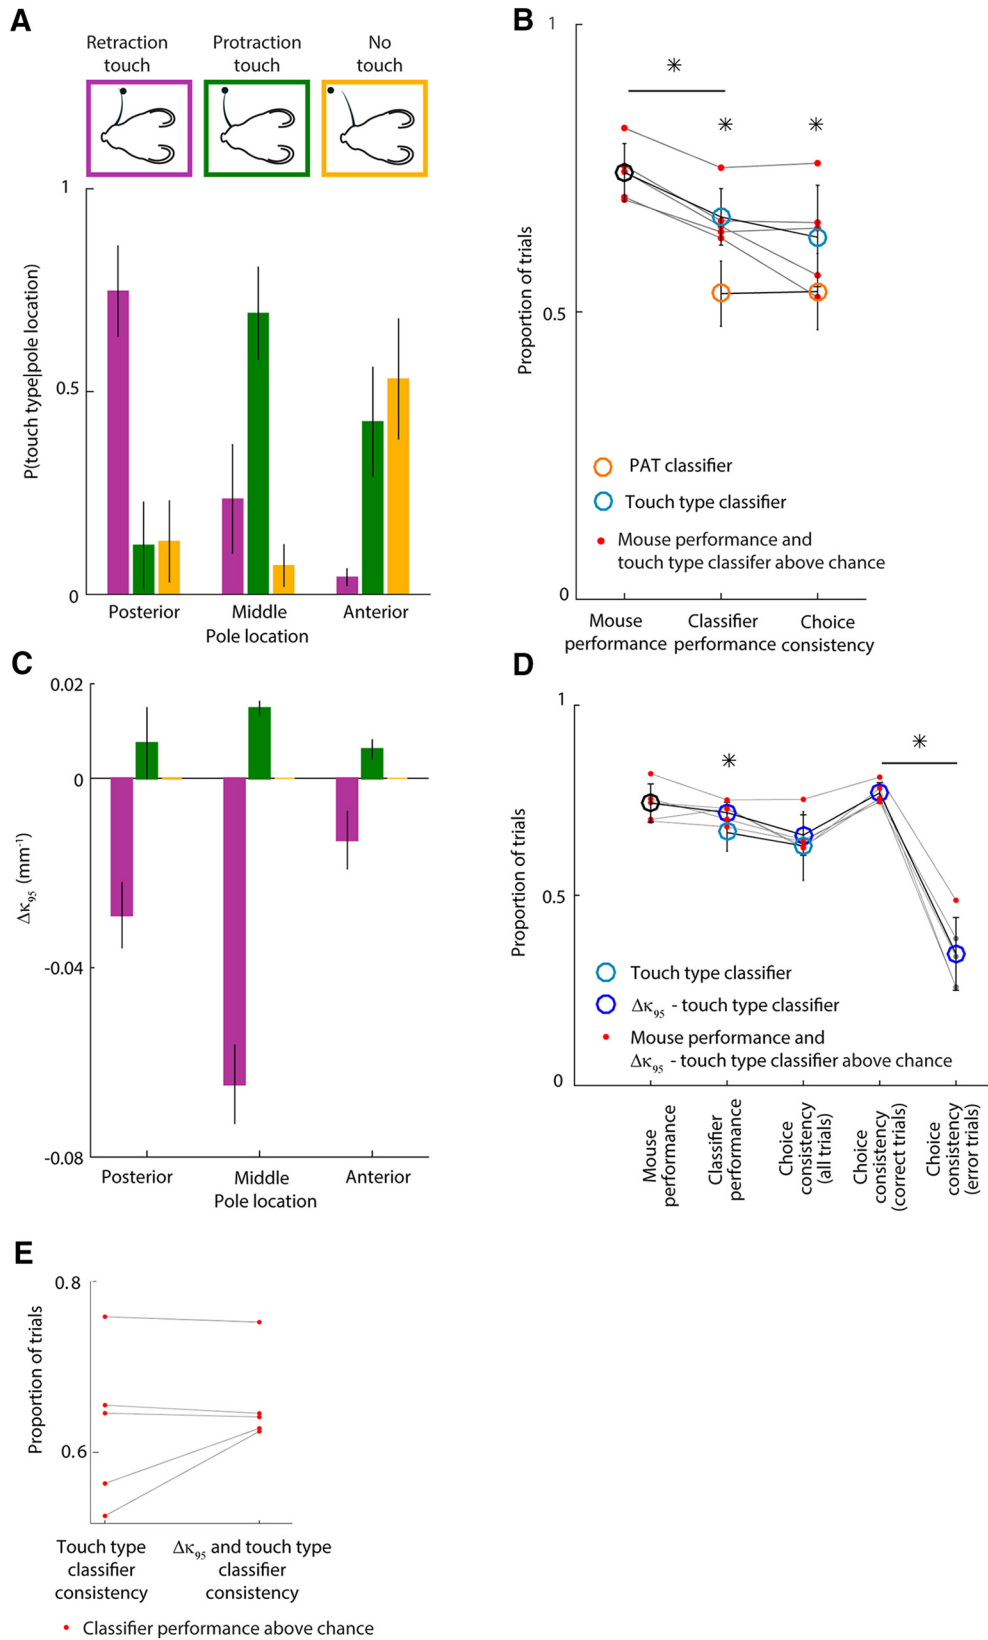 A
Retraction
touch
Protraction
touch
No
touch
P(touch type|pole location)
1
0.5
0
Posterior
Middle
Anterior
Pole location
B
Proportion of trials
1
0.5
0
PAT classifier
Touch type classifier
Mouse performance and
touch type classifer above chance
Mouse
performance
Classifier
performance
Choice
consistency
C
Δκ95 (mm-1)
0.02
0
-0.04
-0.08
Posterior
Middle
Anterior
Pole location
D
Proportion of trials
1
0.5
0
Touch type classifier
Δκ95 - touch type classifier
Mouse performance and
Δκ95 - touch type classifier above chance
Mouse
performance
Classifier
performance
Choice
consistency
(all trials)
Choice
consistency
(correct trials)
Choice
consistency
(error trials)
E
Proportion of trials
0.8
0.6
Touch type
classifier
consistency
Δκ95 and touch type
classifier
consistency
Classifier performance above chance